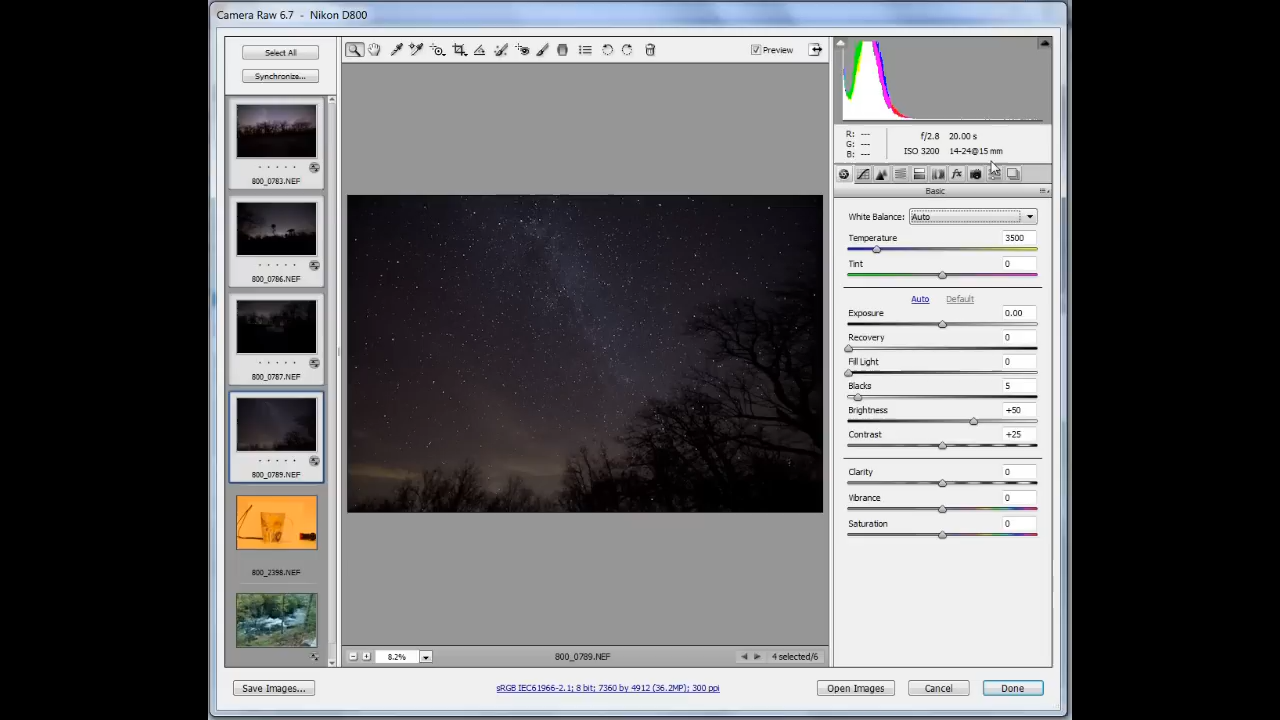 Camera Raw 6.7 - Nikon D800
Select All
Synchronize...
800_0783.NEF
800_0786.NEF
800_0787.NEF
800_0789.NEF
800_2398.NEF
Preview
R: ---
G: ---
B: ---
f/2.8 20.00 s
ISO 3200 14-24@15 mm
fx
Basic
White Balance: Auto
Temperature 3500
Tint 0
Auto Default
Exposure 0.00
Recovery 0
Fill Light 0
Blacks 5
Brightness +50
Contrast +25
Clarity 0
Vibrance 0
Saturation 0
8.2%
800_0789.NEF
4 selected/6
Save Images...
sRGB IEC61966-2.1; 8 bit; 7360 by 4912 (36.2MP); 300 ppi
Open Images
Cancel
Done